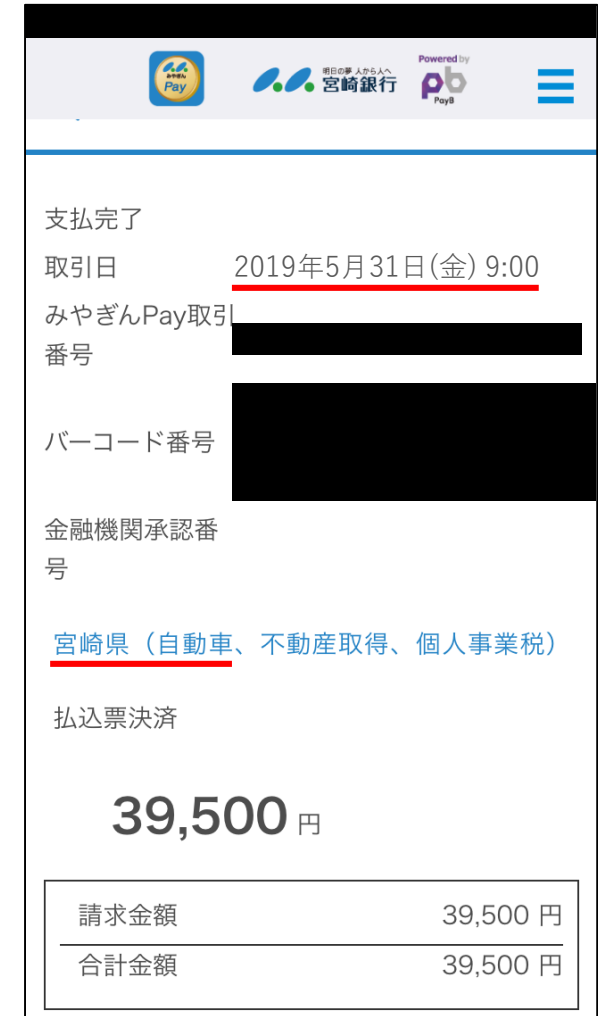 みやぎん
Pay
明日の夢 人から人へ
宮崎銀行
Powered by
pb
PayB
支払完了
取引日 2019年5月31日(金) 9:00
みやぎんPay取引
番号
バーコード番号
金融機関承認番
号
宮崎県（自動車、不動産取得、個人事業税）
払込票決済
39,500 円
請求金額 39,500 円
合計金額 39,500 円